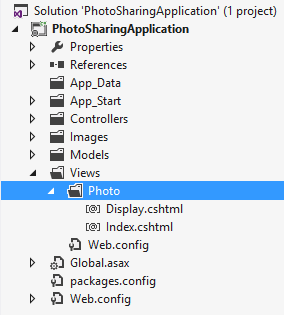 Solution 'PhotoSharingApplication' (1 project)
PhotoSharingApplication
Properties
References
App_Data
App_Start
Controllers
Images
Models
Views
Photo
Display.cshtml
Index.cshtml
Web.config
Global.asax
packages.config
Web.config